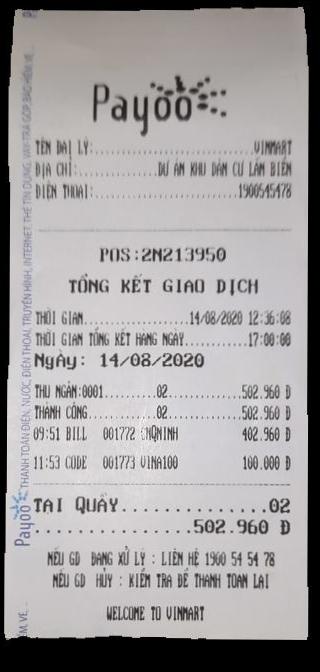 Payoo
TÊN ĐẠI LÝ:..........VINMART
ĐỊA CHỈ:..........DỰ ÁN KHU DÂN CƯ LÂM BIÊN
ĐIỆN THOẠI:..........1900545478
POS:2N213950
TỔNG KẾT GIAO DỊCH
THỜI GIAN..........14/08/2020 12:36:08
THỜI GIAN TỔNG KẾT HÀNG NGÀY..........17:00:00
Ngày: 14/08/2020
THU NGÂN:0001..........02..........502.960 Đ
THÀNH CÔNG..........02..........502.960 Đ
09:51 BILL 001772 CNQNINH 402.960 Đ
11:53 CODE 001773 VINA100 100.000 Đ
TẠI QUẦY...............02
...............502.960 Đ
NẾU GD ĐANG XỬ LÝ : LIÊN HỆ 1900 54 54 78
NẾU GD HỦY : KIỂM TRA ĐỂ THANH TOÁN LẠI
WELCOME TO VINMART
Payoo THANH TOÁN ĐIỆN, NƯỚC, ĐIỆN THOẠI, TRUYỀN HÌNH, INTERNET, THẺ TÍN DỤNG, VAY-TRẢ GÓP, BẢO HIỂM, VÉ...